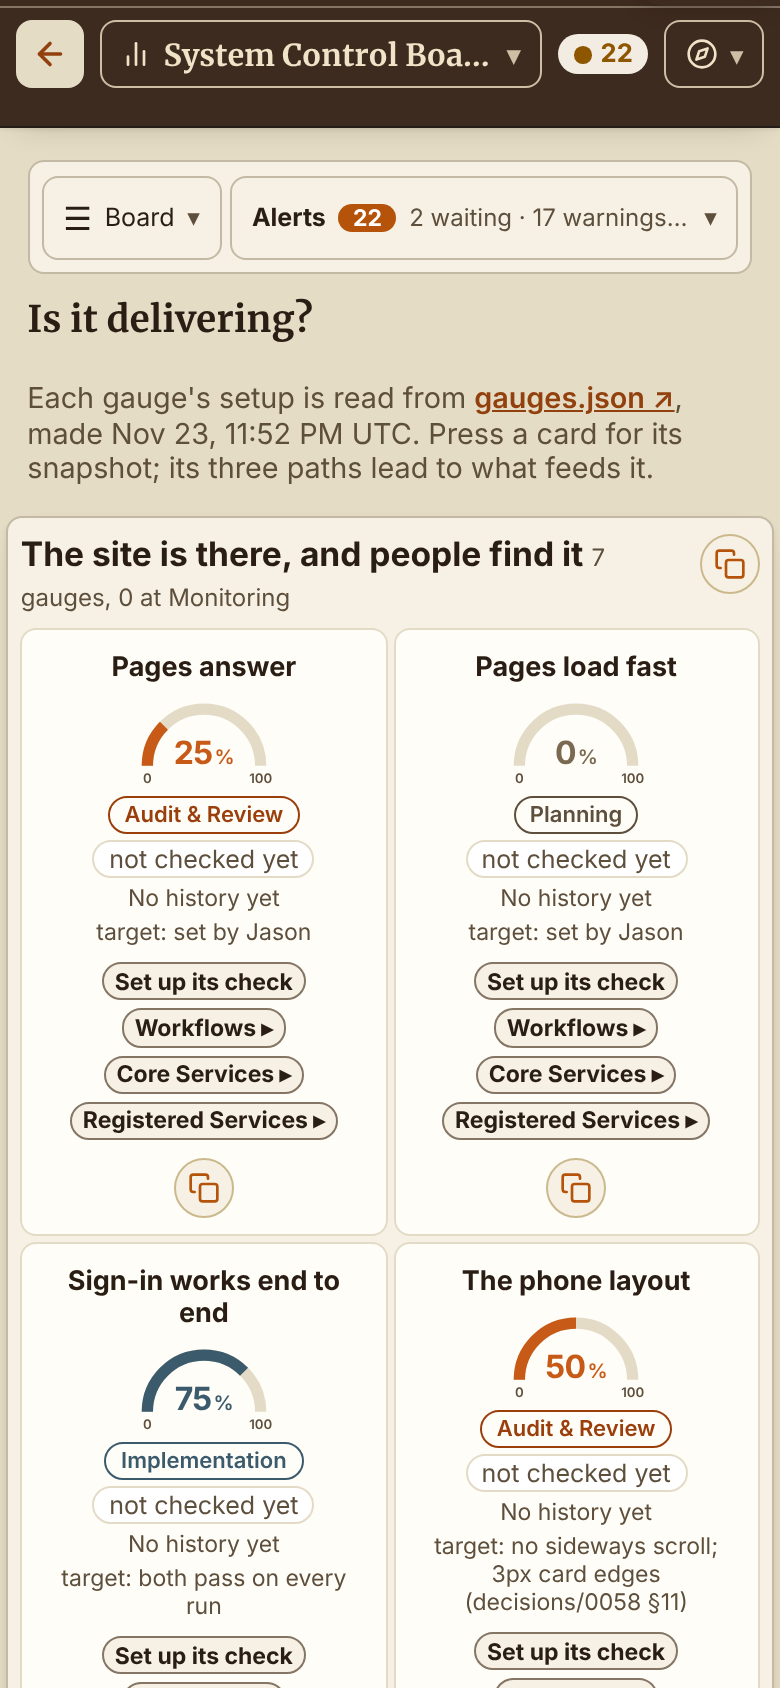 System Control Boa... ▾
22
▾
☰ Board ▾
Alerts 22 2 waiting · 17 warnings... ▾
Is it delivering?
Each gauge's setup is read from gauges.json ↗,
made Nov 23, 11:52 PM UTC. Press a card for its
snapshot; its three paths lead to what feeds it.
The site is there, and people find it 7
gauges, 0 at Monitoring
Pages answer
25%
0 100
Audit & Review
not checked yet
No history yet
target: set by Jason
Set up its check
Workflows ▸
Core Services ▸
Registered Services ▸
Pages load fast
0%
0 100
Planning
not checked yet
No history yet
target: set by Jason
Set up its check
Workflows ▸
Core Services ▸
Registered Services ▸
Sign-in works end to
end
75%
0 100
Implementation
not checked yet
No history yet
target: both pass on every
run
Set up its check
The phone layout
50%
0 100
Audit & Review
not checked yet
No history yet
target: no sideways scroll;
3px card edges
(decisions/0058 §11)
Set up its check